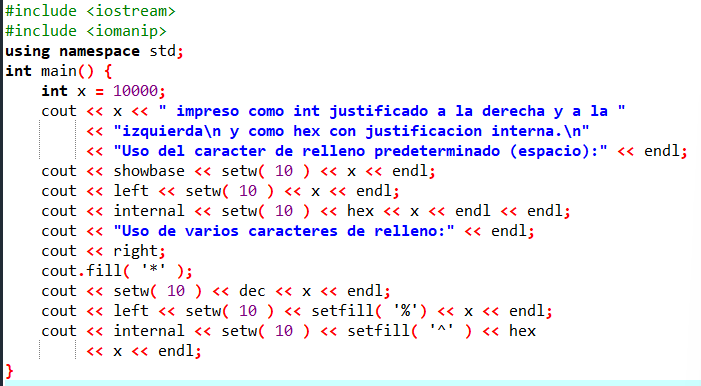 #include <iostream>
#include <iomanip>
using namespace std;
int main() {
    int x = 10000;
    cout << x << " impreso como int justificado a la derecha y a la "
         << "izquierda\n y como hex con justificacion interna.\n"
         << "Uso del caracter de relleno predeterminado (espacio):" << endl;
    cout << showbase << setw( 10 ) << x << endl;
    cout << left << setw( 10 ) << x << endl;
    cout << internal << setw( 10 ) << hex << x << endl << endl;
    cout << "Uso de varios caracteres de relleno:" << endl;
    cout << right;
    cout.fill( '*' );
    cout << setw( 10 ) << dec << x << endl;
    cout << left << setw( 10 ) << setfill( '%') << x << endl;
    cout << internal << setw( 10 ) << setfill( '^' ) << hex
         << x << endl;
}